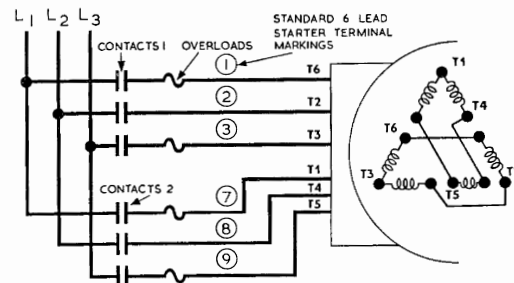 L1 L2 L3
STANDARD 6 LEAD
STARTER TERMINAL
MARKINGS
CONTACTS 1 OVERLOADS
1
T6
2
T2
3
T3
CONTACTS 2
7
T1
8
T4
T5
9
T1
T4
T6
T3
T5
T